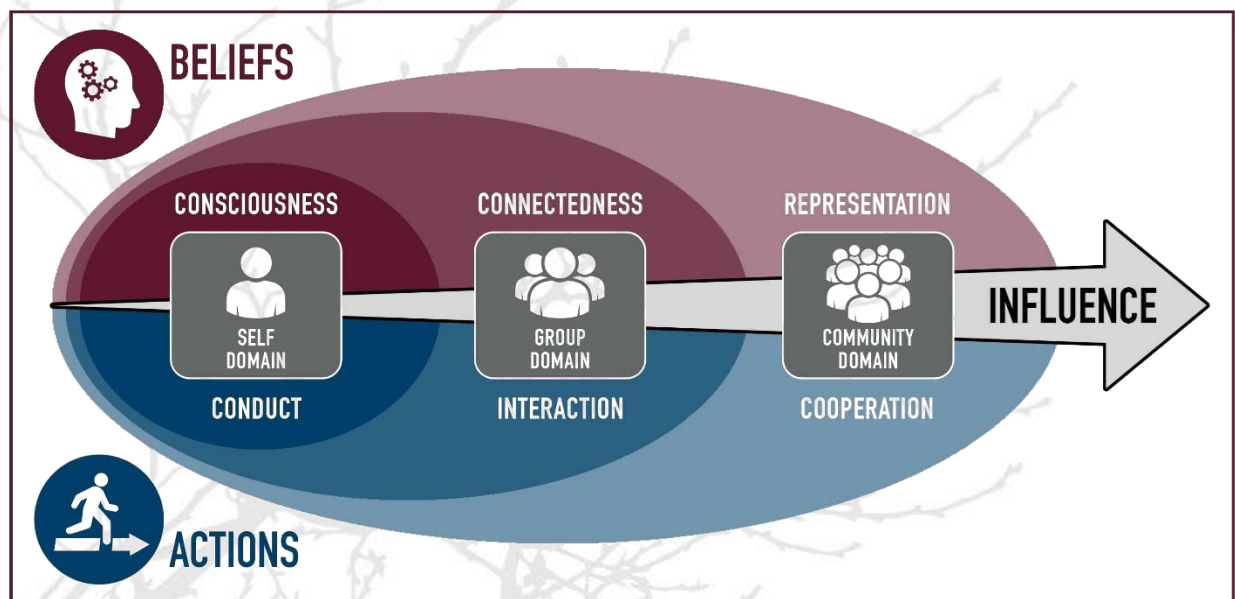 BELIEFS
CONSCIOUSNESS
CONNECTEDNESS
REPRESENTATION
SELF
DOMAIN
GROUP
DOMAIN
COMMUNITY
DOMAIN
INFLUENCE
CONDUCT
INTERACTION
COOPERATION
ACTIONS